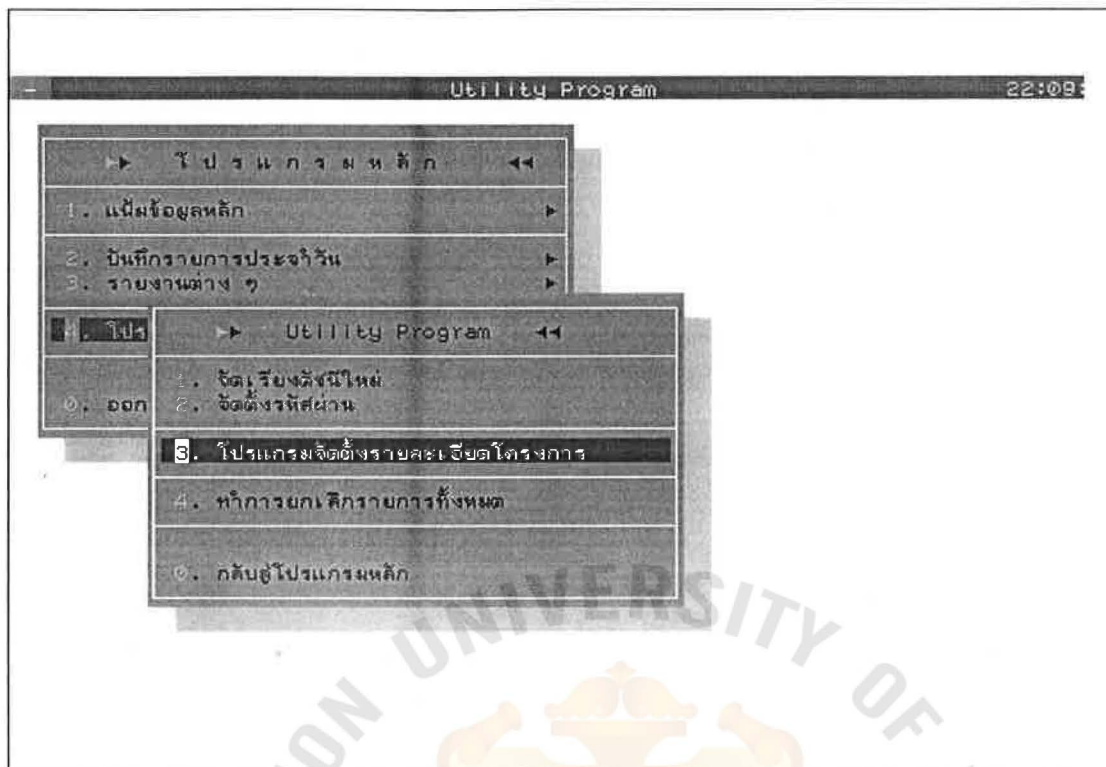 Utility Program 22:09:
โ ป ร แ ก ร ม ห ลั ก
1. แฟ้มข้อมูลหลัก
2. บันทึกรายการประจำวัน
3. รายงานต่าง ๆ
4. โปร
0. ออก
Utility Program
1. จัดเรียงดัชนีใหม่
2. จัดตั้งรหัสผ่าน
3. โปรแกรมจัดตั้งรายละเอียดโครงการ
4. ทำการยกเลิกรายการทั้งหมด
0. กลับสู่โปรแกรมหลัก
UNIVERSITY OF